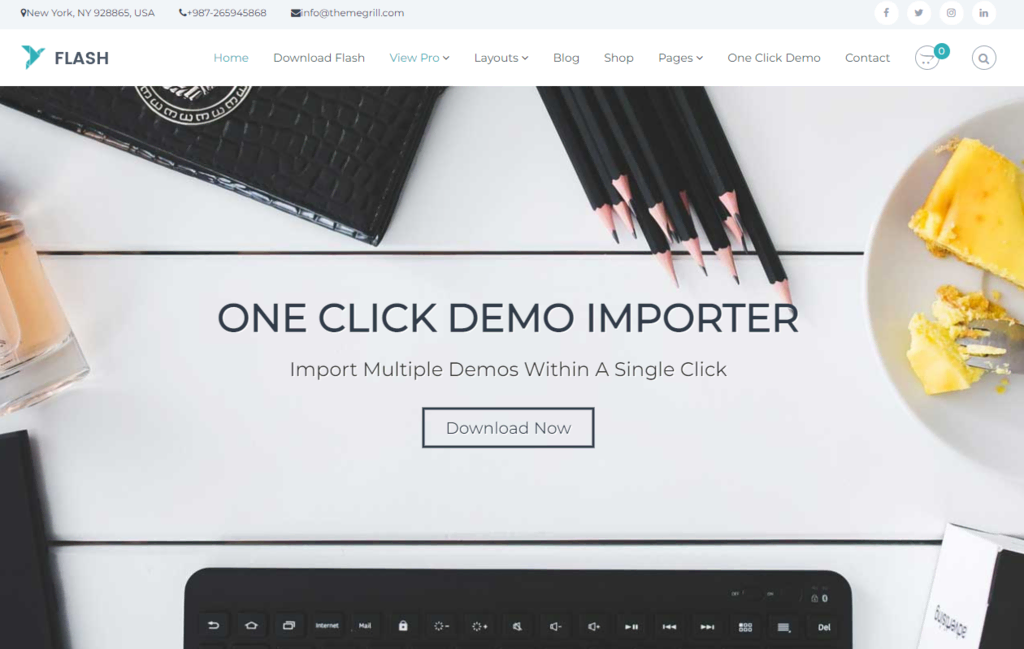 New York, NY 928865, USA +987-265945868 info@themegrill.com
FLASH Home Download Flash View Pro Layouts Blog Shop Pages One Click Demo Contact 0
ONE CLICK DEMO IMPORTER
Import Multiple Demos Within A Single Click
Download Now
Internet Mail Del